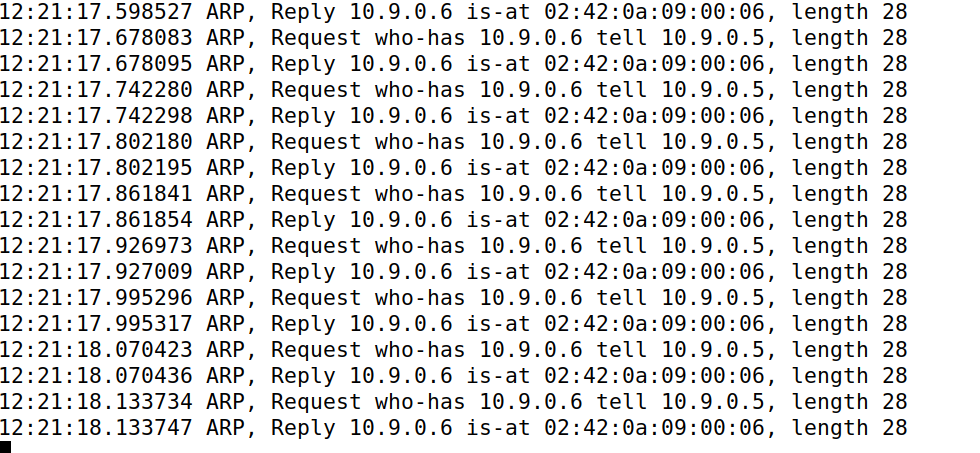 12:21:17.598527 ARP, Reply 10.9.0.6 is-at 02:42:0a:09:00:06, length 28
12:21:17.678083 ARP, Request who-has 10.9.0.6 tell 10.9.0.5, length 28
12:21:17.678095 ARP, Reply 10.9.0.6 is-at 02:42:0a:09:00:06, length 28
12:21:17.742280 ARP, Request who-has 10.9.0.6 tell 10.9.0.5, length 28
12:21:17.742298 ARP, Reply 10.9.0.6 is-at 02:42:0a:09:00:06, length 28
12:21:17.802180 ARP, Request who-has 10.9.0.6 tell 10.9.0.5, length 28
12:21:17.802195 ARP, Reply 10.9.0.6 is-at 02:42:0a:09:00:06, length 28
12:21:17.861841 ARP, Request who-has 10.9.0.6 tell 10.9.0.5, length 28
12:21:17.861854 ARP, Reply 10.9.0.6 is-at 02:42:0a:09:00:06, length 28
12:21:17.926973 ARP, Request who-has 10.9.0.6 tell 10.9.0.5, length 28
12:21:17.927009 ARP, Reply 10.9.0.6 is-at 02:42:0a:09:00:06, length 28
12:21:17.995296 ARP, Request who-has 10.9.0.6 tell 10.9.0.5, length 28
12:21:17.995317 ARP, Reply 10.9.0.6 is-at 02:42:0a:09:00:06, length 28
12:21:18.070423 ARP, Request who-has 10.9.0.6 tell 10.9.0.5, length 28
12:21:18.070436 ARP, Reply 10.9.0.6 is-at 02:42:0a:09:00:06, length 28
12:21:18.133734 ARP, Request who-has 10.9.0.6 tell 10.9.0.5, length 28
12:21:18.133747 ARP, Reply 10.9.0.6 is-at 02:42:0a:09:00:06, length 28